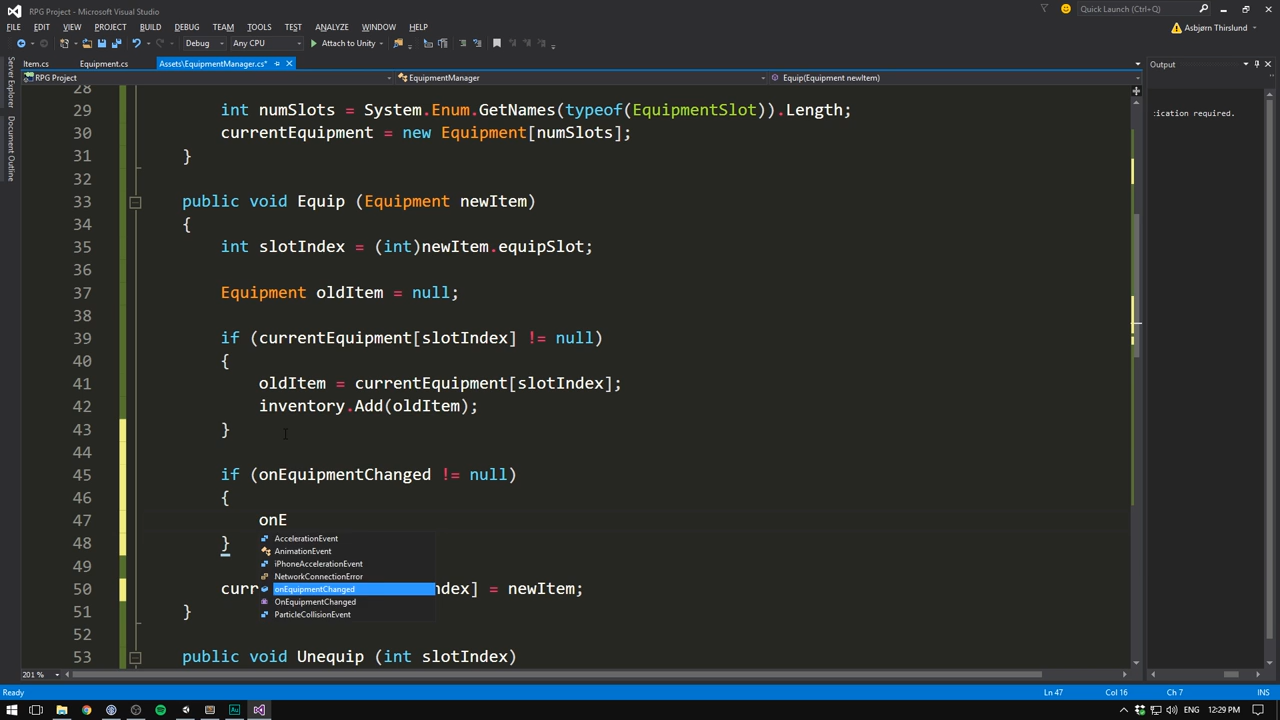 EquipmentManager.cs - Microsoft Visual Studio
Quick Launch (Ctrl+Q)
FILE EDIT VIEW PROJECT BUILD DEBUG TEAM TOOLS TEST ANALYZE WINDOW HELP
Asbjørn Thirslund
Debug Any CPU Attach to Unity
Item.cs Equipment.cs Assets\EquipmentManager.cs*
Output
RPG Project EquipmentManager Equip(Equipment newItem)
Server Explorer
Document Outline
28
29 int numSlots = System.Enum.GetNames(typeof(EquipmentSlot)).Length;
:ication required.
30 currentEquipment = new Equipment[numSlots];
31 }
32
33 public void Equip (Equipment newItem)
34 {
35 int slotIndex = (int)newItem.equipSlot;
36
37 Equipment oldItem = null;
38
39 if (currentEquipment[slotIndex] != null)
40 {
41 oldItem = currentEquipment[slotIndex];
42 inventory.Add(oldItem);
43 }
44
45 if (onEquipmentChanged != null)
46 {
47 onE
AccelerationEvent
48 }
AnimationEvent
iPhoneAccelerationEvent
49
NetworkConnectionError
50 curr ndex] = newItem;
onEquipmentChanged
OnEquipmentChanged
51 }
ParticleCollisionEvent
52
53 public void Unequip (int slotIndex)
201 %
Ready Ln 47 Col 16 Ch 7 INS
12:29 PM